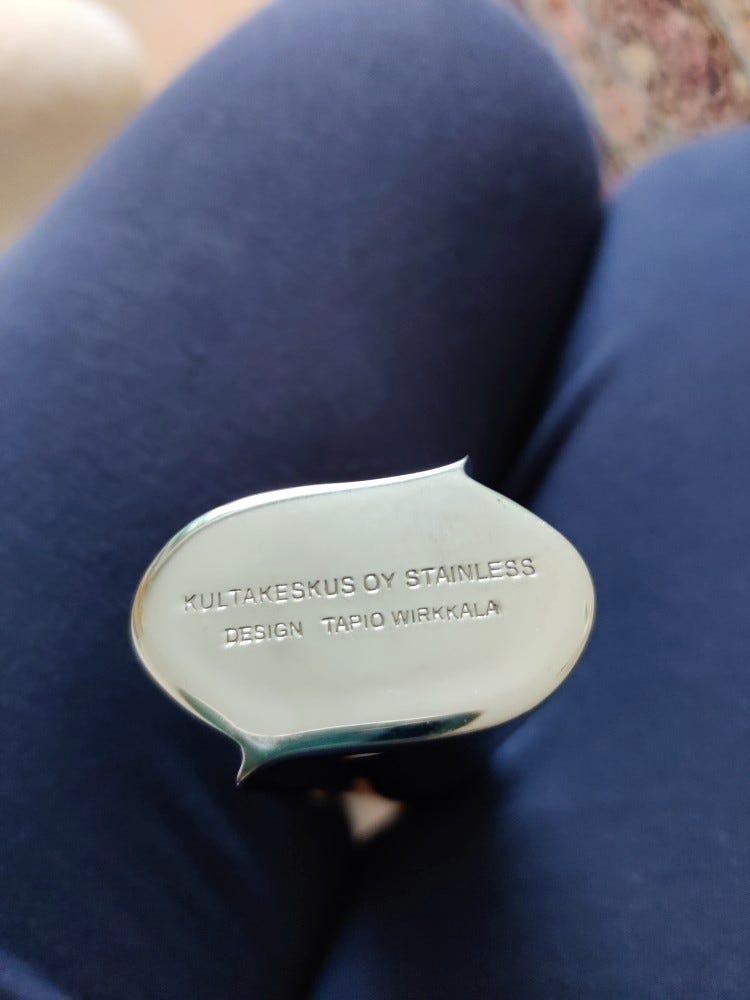 KULTAKESKUS OY STAINLESS
DESIGN TAPIO WIRKKALA